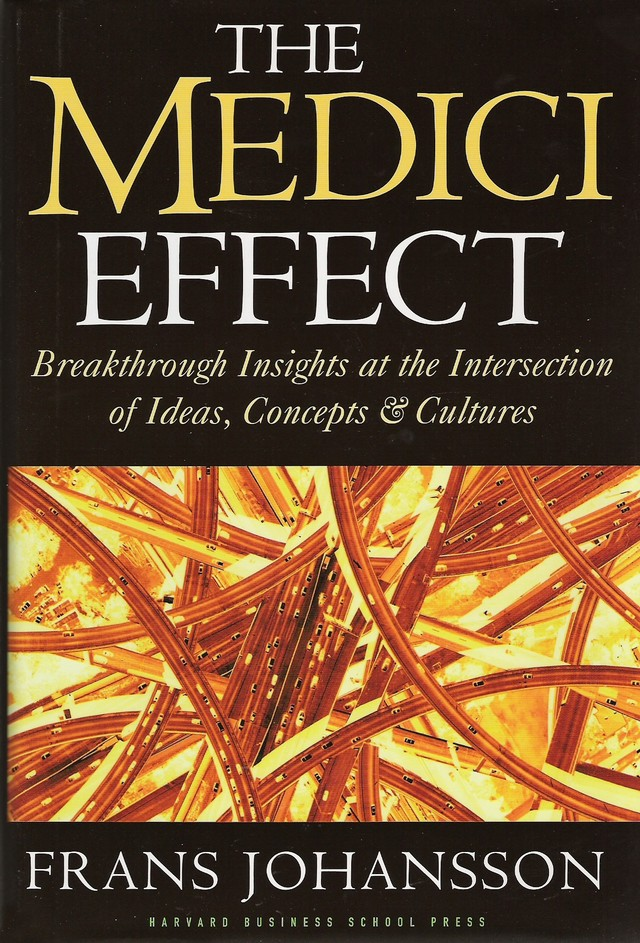 THE
MEDICI
EFFECT
Breakthrough Insights at the Intersection
of Ideas, Concepts & Cultures
FRANS JOHANSSON
HARVARD BUSINESS SCHOOL PRESS